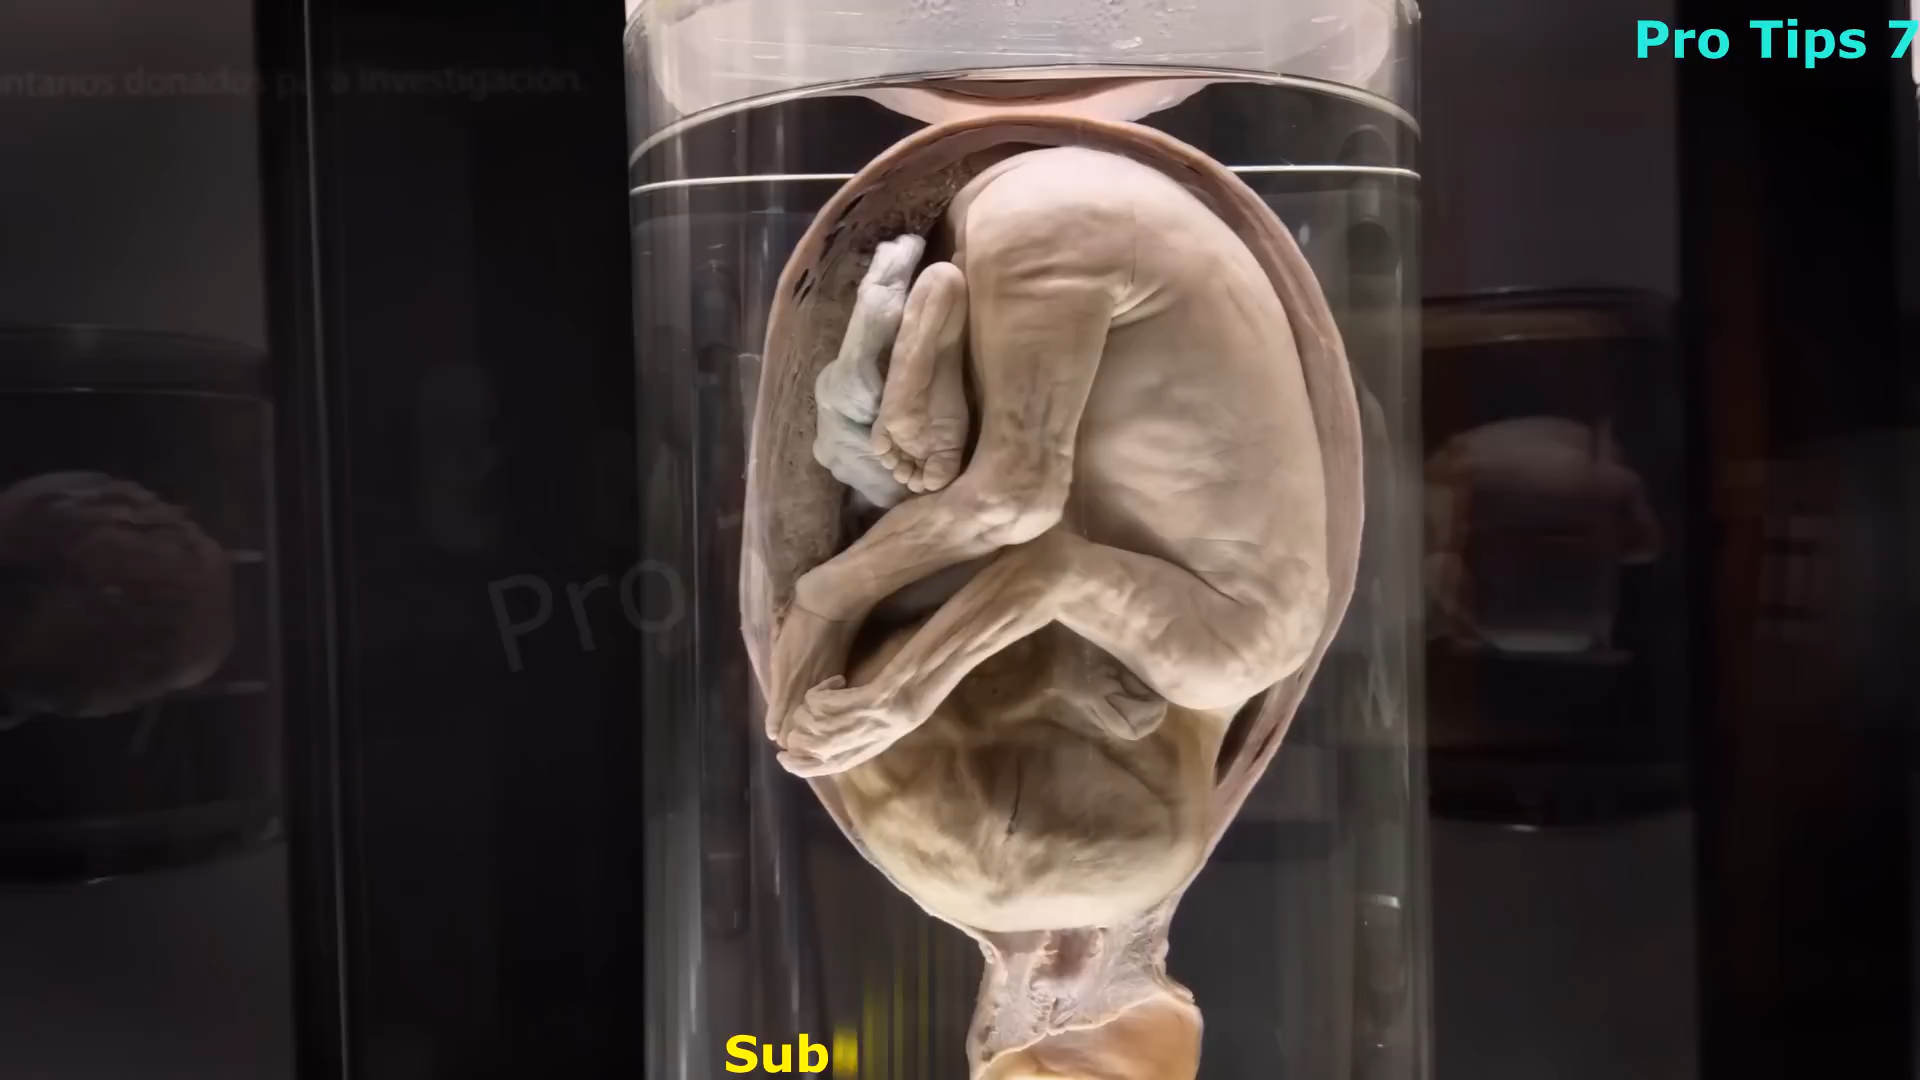 Pro Tips 7
donados para investigación.
Pro
Sub